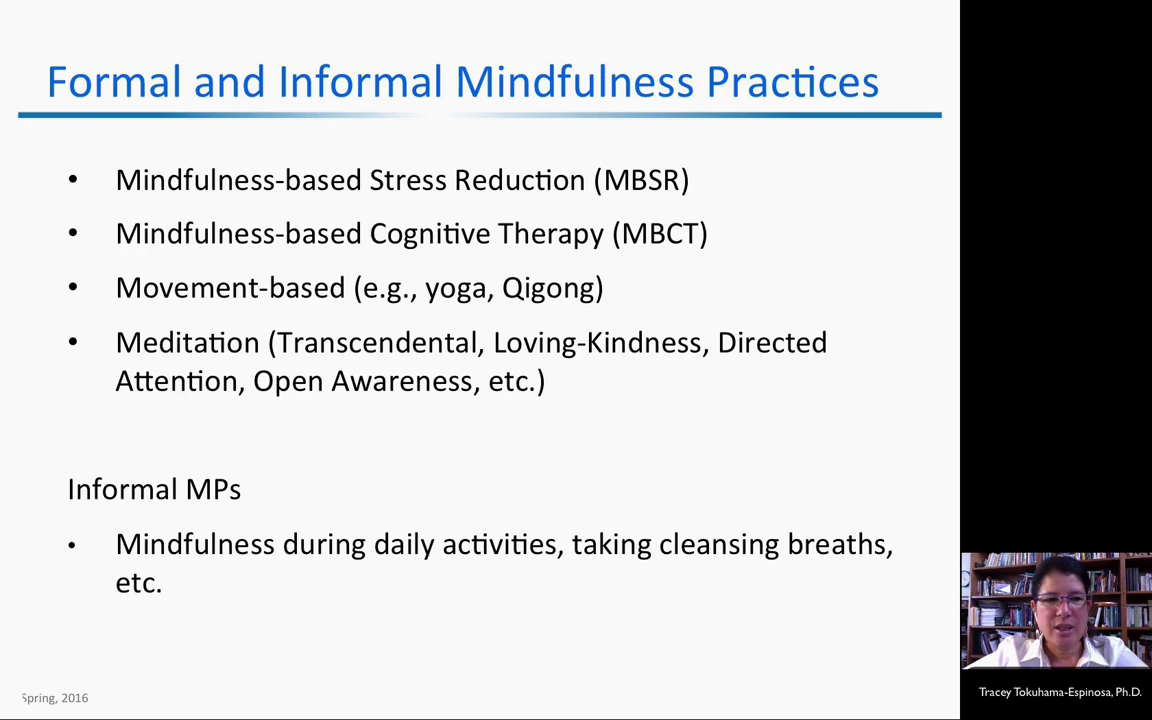 Formal and Informal Mindfulness Practices
• Mindfulness-based Stress Reduction (MBSR)
• Mindfulness-based Cognitive Therapy (MBCT)
• Movement-based (e.g., yoga, Qigong)
• Meditation (Transcendental, Loving-Kindness, Directed
Attention, Open Awareness, etc.)
Informal MPs
• Mindfulness during daily activities, taking cleansing breaths,
etc.
Spring, 2016
Tracey Tokuhama-Espinosa, Ph.D.